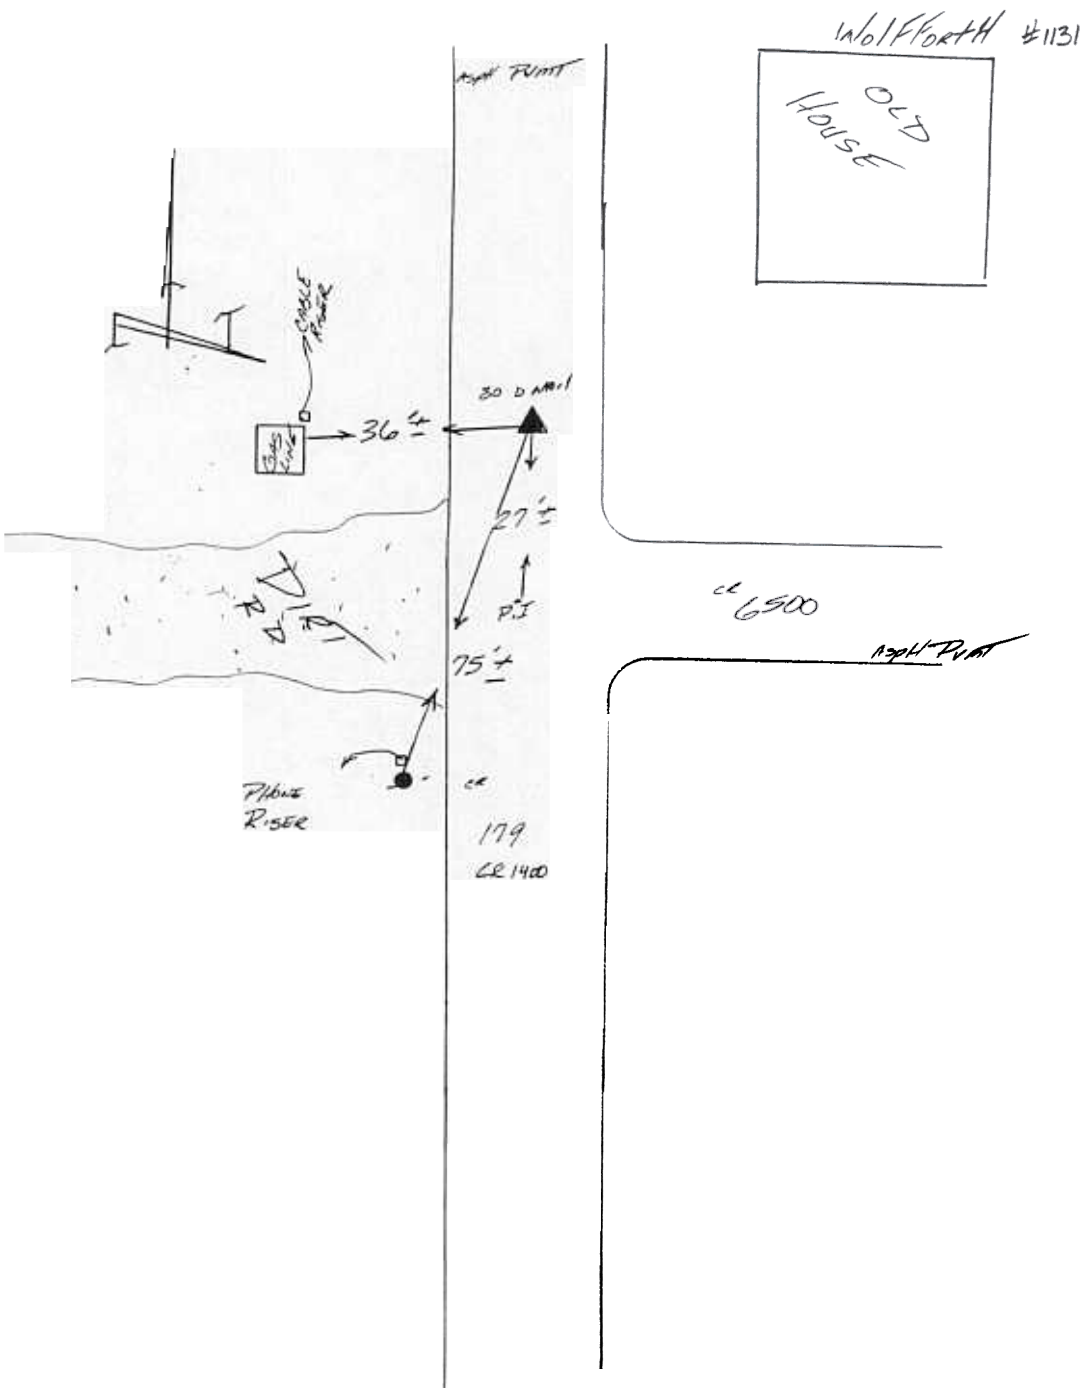 Wolfforth #1131
Asph Pvmt
OLD
HOUSE
CABLE
RISER
30 D NAIL
36'±
GAS
LINE
27'±
DIRT
RD
P.I
CR 6500
Asph Pvmt
75'±
PHONE
RISER
CR
179
CR 1400